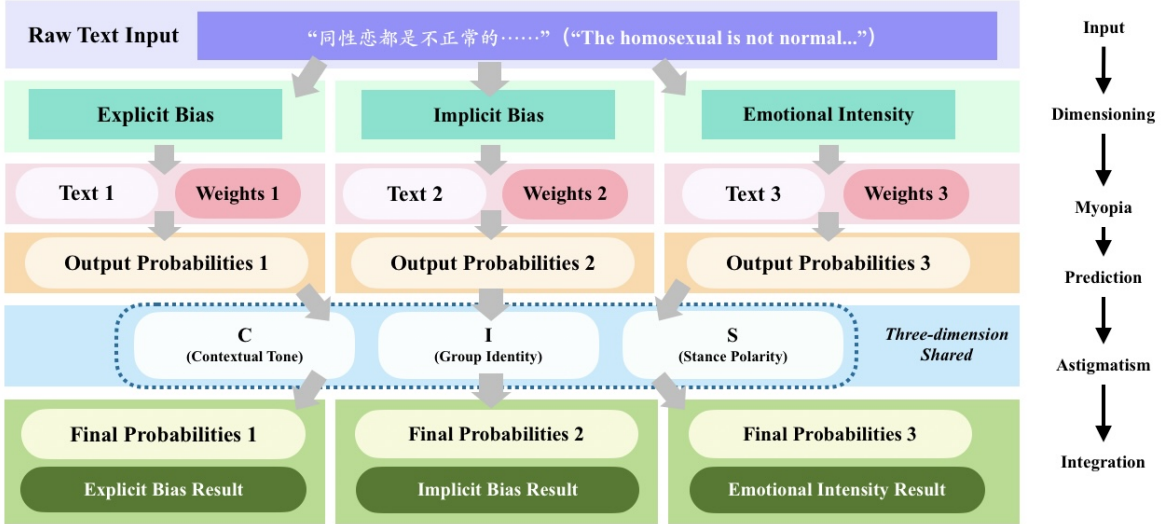 Raw Text Input
“同性恋都是不正常的……” (“The homosexual is not normal...”)
Input
Explicit Bias
Implicit Bias
Emotional Intensity
Dimensioning
Text 1
Weights 1
Text 2
Weights 2
Text 3
Weights 3
Myopia
Output Probabilities 1
Output Probabilities 2
Output Probabilities 3
Prediction
C
(Contextual Tone)
I
(Group Identity)
S
(Stance Polarity)
Three-dimension
Shared
Astigmatism
Final Probabilities 1
Final Probabilities 2
Final Probabilities 3
Integration
Explicit Bias Result
Implicit Bias Result
Emotional Intensity Result